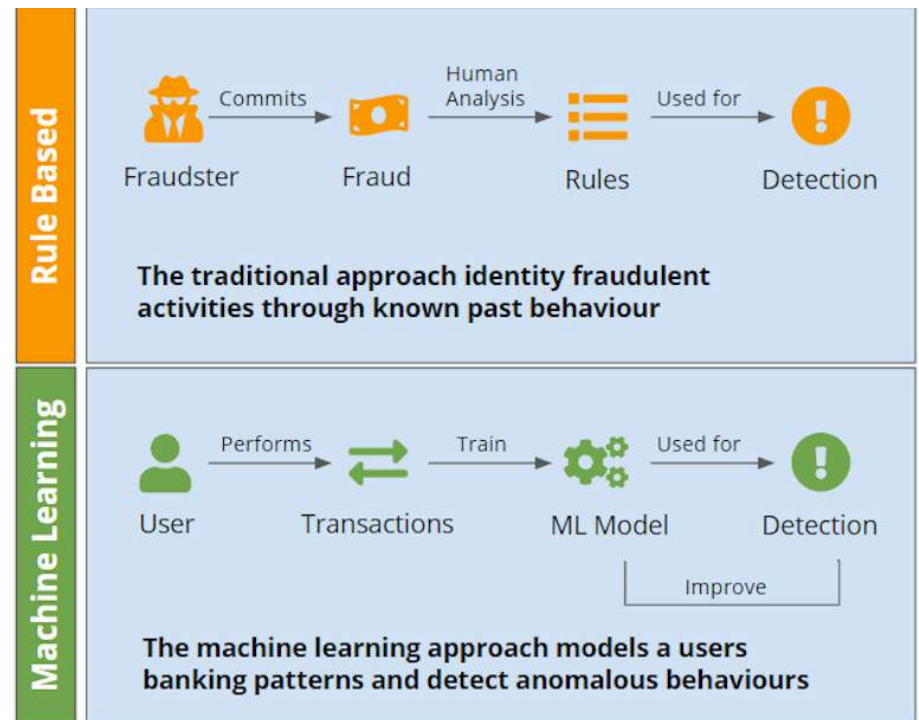 Rule Based
Commits
Human
Analysis
Used for
Fraudster
Fraud
Rules
Detection
The traditional approach identity fraudulent
activities through known past behaviour
Machine Learning
Performs
Train
Used for
User
Transactions
ML Model
Detection
Improve
The machine learning approach models a users
banking patterns and detect anomalous behaviours